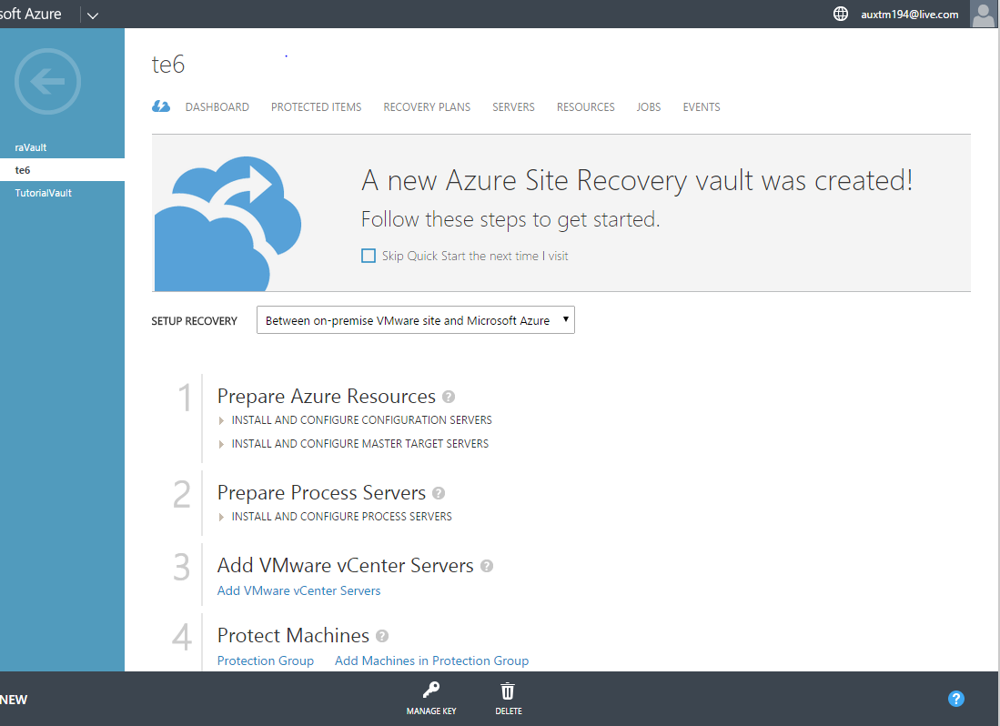 soft Azure
auxtm194@live.com
raVault
te6
TutorialVault
te6
DASHBOARD PROTECTED ITEMS RECOVERY PLANS SERVERS RESOURCES JOBS EVENTS
A new Azure Site Recovery vault was created!
Follow these steps to get started.
Skip Quick Start the next time I visit
SETUP RECOVERY Between on-premise VMware site and Microsoft Azure
1 Prepare Azure Resources ?
INSTALL AND CONFIGURE CONFIGURATION SERVERS
INSTALL AND CONFIGURE MASTER TARGET SERVERS
2 Prepare Process Servers ?
INSTALL AND CONFIGURE PROCESS SERVERS
3 Add VMware vCenter Servers ?
Add VMware vCenter Servers
4 Protect Machines ?
Protection Group Add Machines in Protection Group
NEW
MANAGE KEY DELETE ?